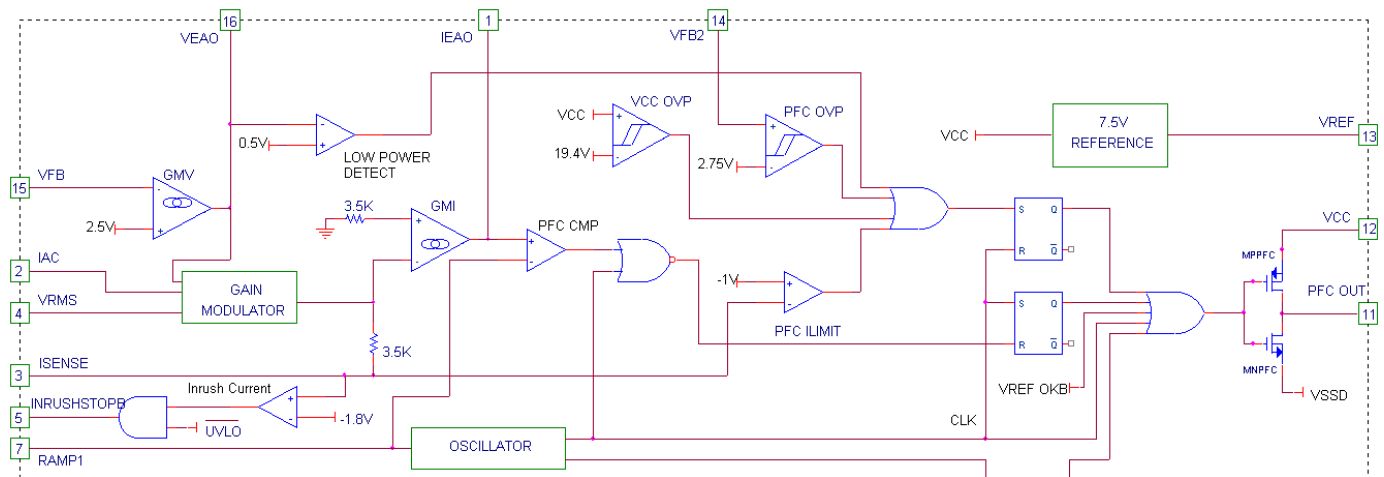 16
1
14
VEAO
IEAO
VFB2
VCC OVP
PFC OVP
VCC
+
-
19.4V
+
-
2.75V
-
+
0.5V
LOW POWER
DETECT
VCC
7.5V
REFERENCE
VREF
13
15
VFB
GMV
-
+
2.5V
3.5K
GMI
+
-
PFC CMP
+
-
S
Q
R
Q
VCC
12
2
IAC
4
VRMS
GAIN
MODULATOR
-1V
+
-
PFC ILIMIT
S
Q
R
Q
MPPFC
PFC OUT
11
MNPFC
3.5K
3
ISENSE
Inrush Current
+
-
-1.8V
VREF OKB
VSSD
5
INRUSHSTOPB
UVLO
CLK
7
RAMP1
OSCILLATOR